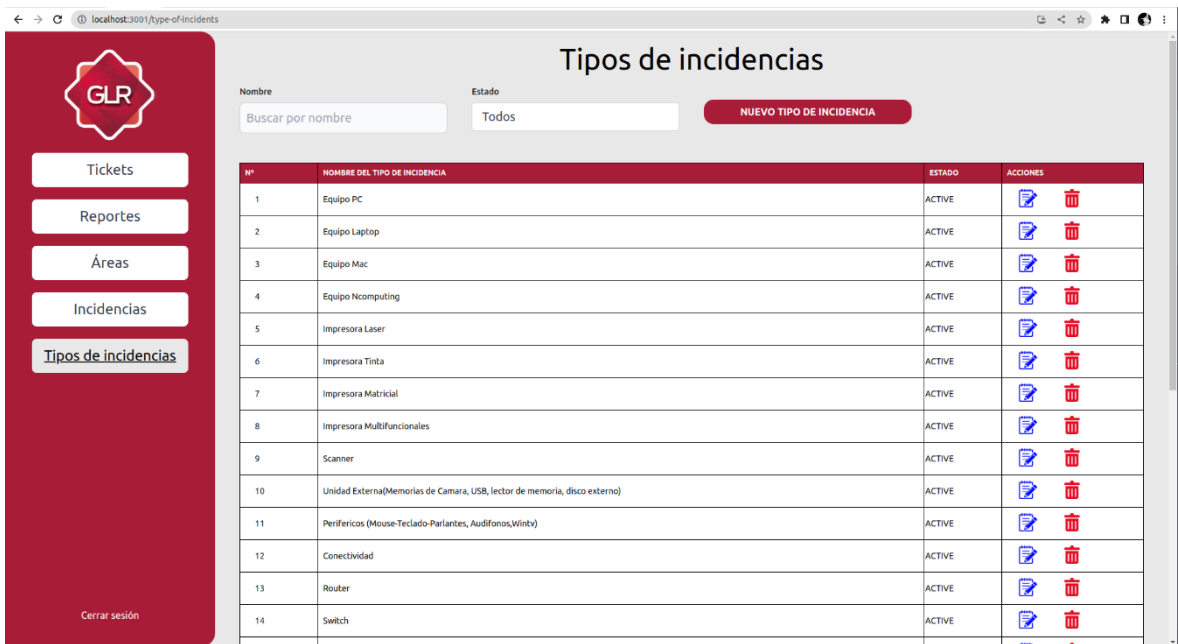 localhost:3001/type-of-incidents
GLR
Tickets
Reportes
Áreas
Incidencias
Tipos de incidencias
Cerrar sesión
Tipos de incidencias
Nombre Estado
Buscar por nombre Todos NUEVO TIPO DE INCIDENCIA
Nº NOMBRE DEL TIPO DE INCIDENCIA ESTADO ACCIONES
1 Equipo PC ACTIVE
2 Equipo Laptop ACTIVE
3 Equipo Mac ACTIVE
4 Equipo Ncomputing ACTIVE
5 Impresora Laser ACTIVE
6 Impresora Tinta ACTIVE
7 Impresora Matricial ACTIVE
8 Impresora Multifuncionales ACTIVE
9 Scanner ACTIVE
10 Unidad Externa(Memorias de Camara, USB, lector de memoria, disco externo) ACTIVE
11 Perifericos (Mouse-Teclado-Parlantes, Audifonos,Wintv) ACTIVE
12 Conectividad ACTIVE
13 Router ACTIVE
14 Switch ACTIVE